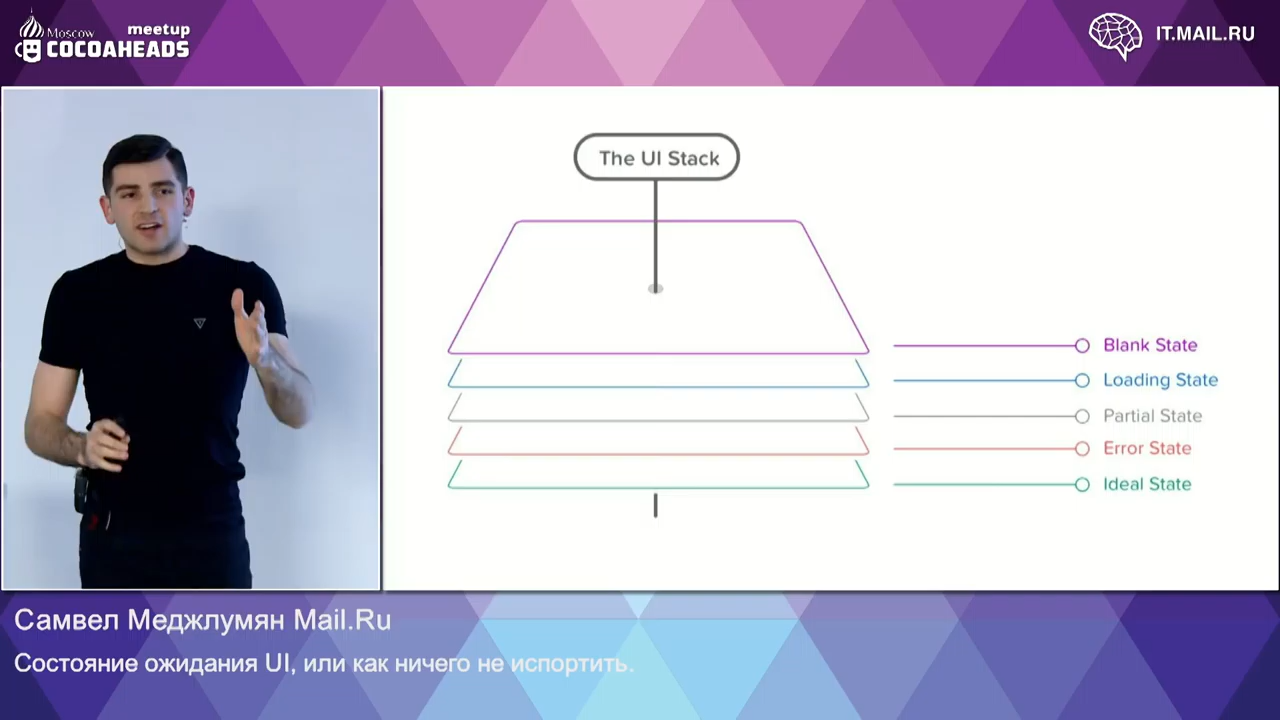 Moscow
meetup
COCOAHEADS
IT.MAIL.RU
The UI Stack
Blank State
Loading State
Partial State
Error State
Ideal State
Самвел Меджлумян Mail.Ru
Состояние ожидания UI, или как ничего не испортить.